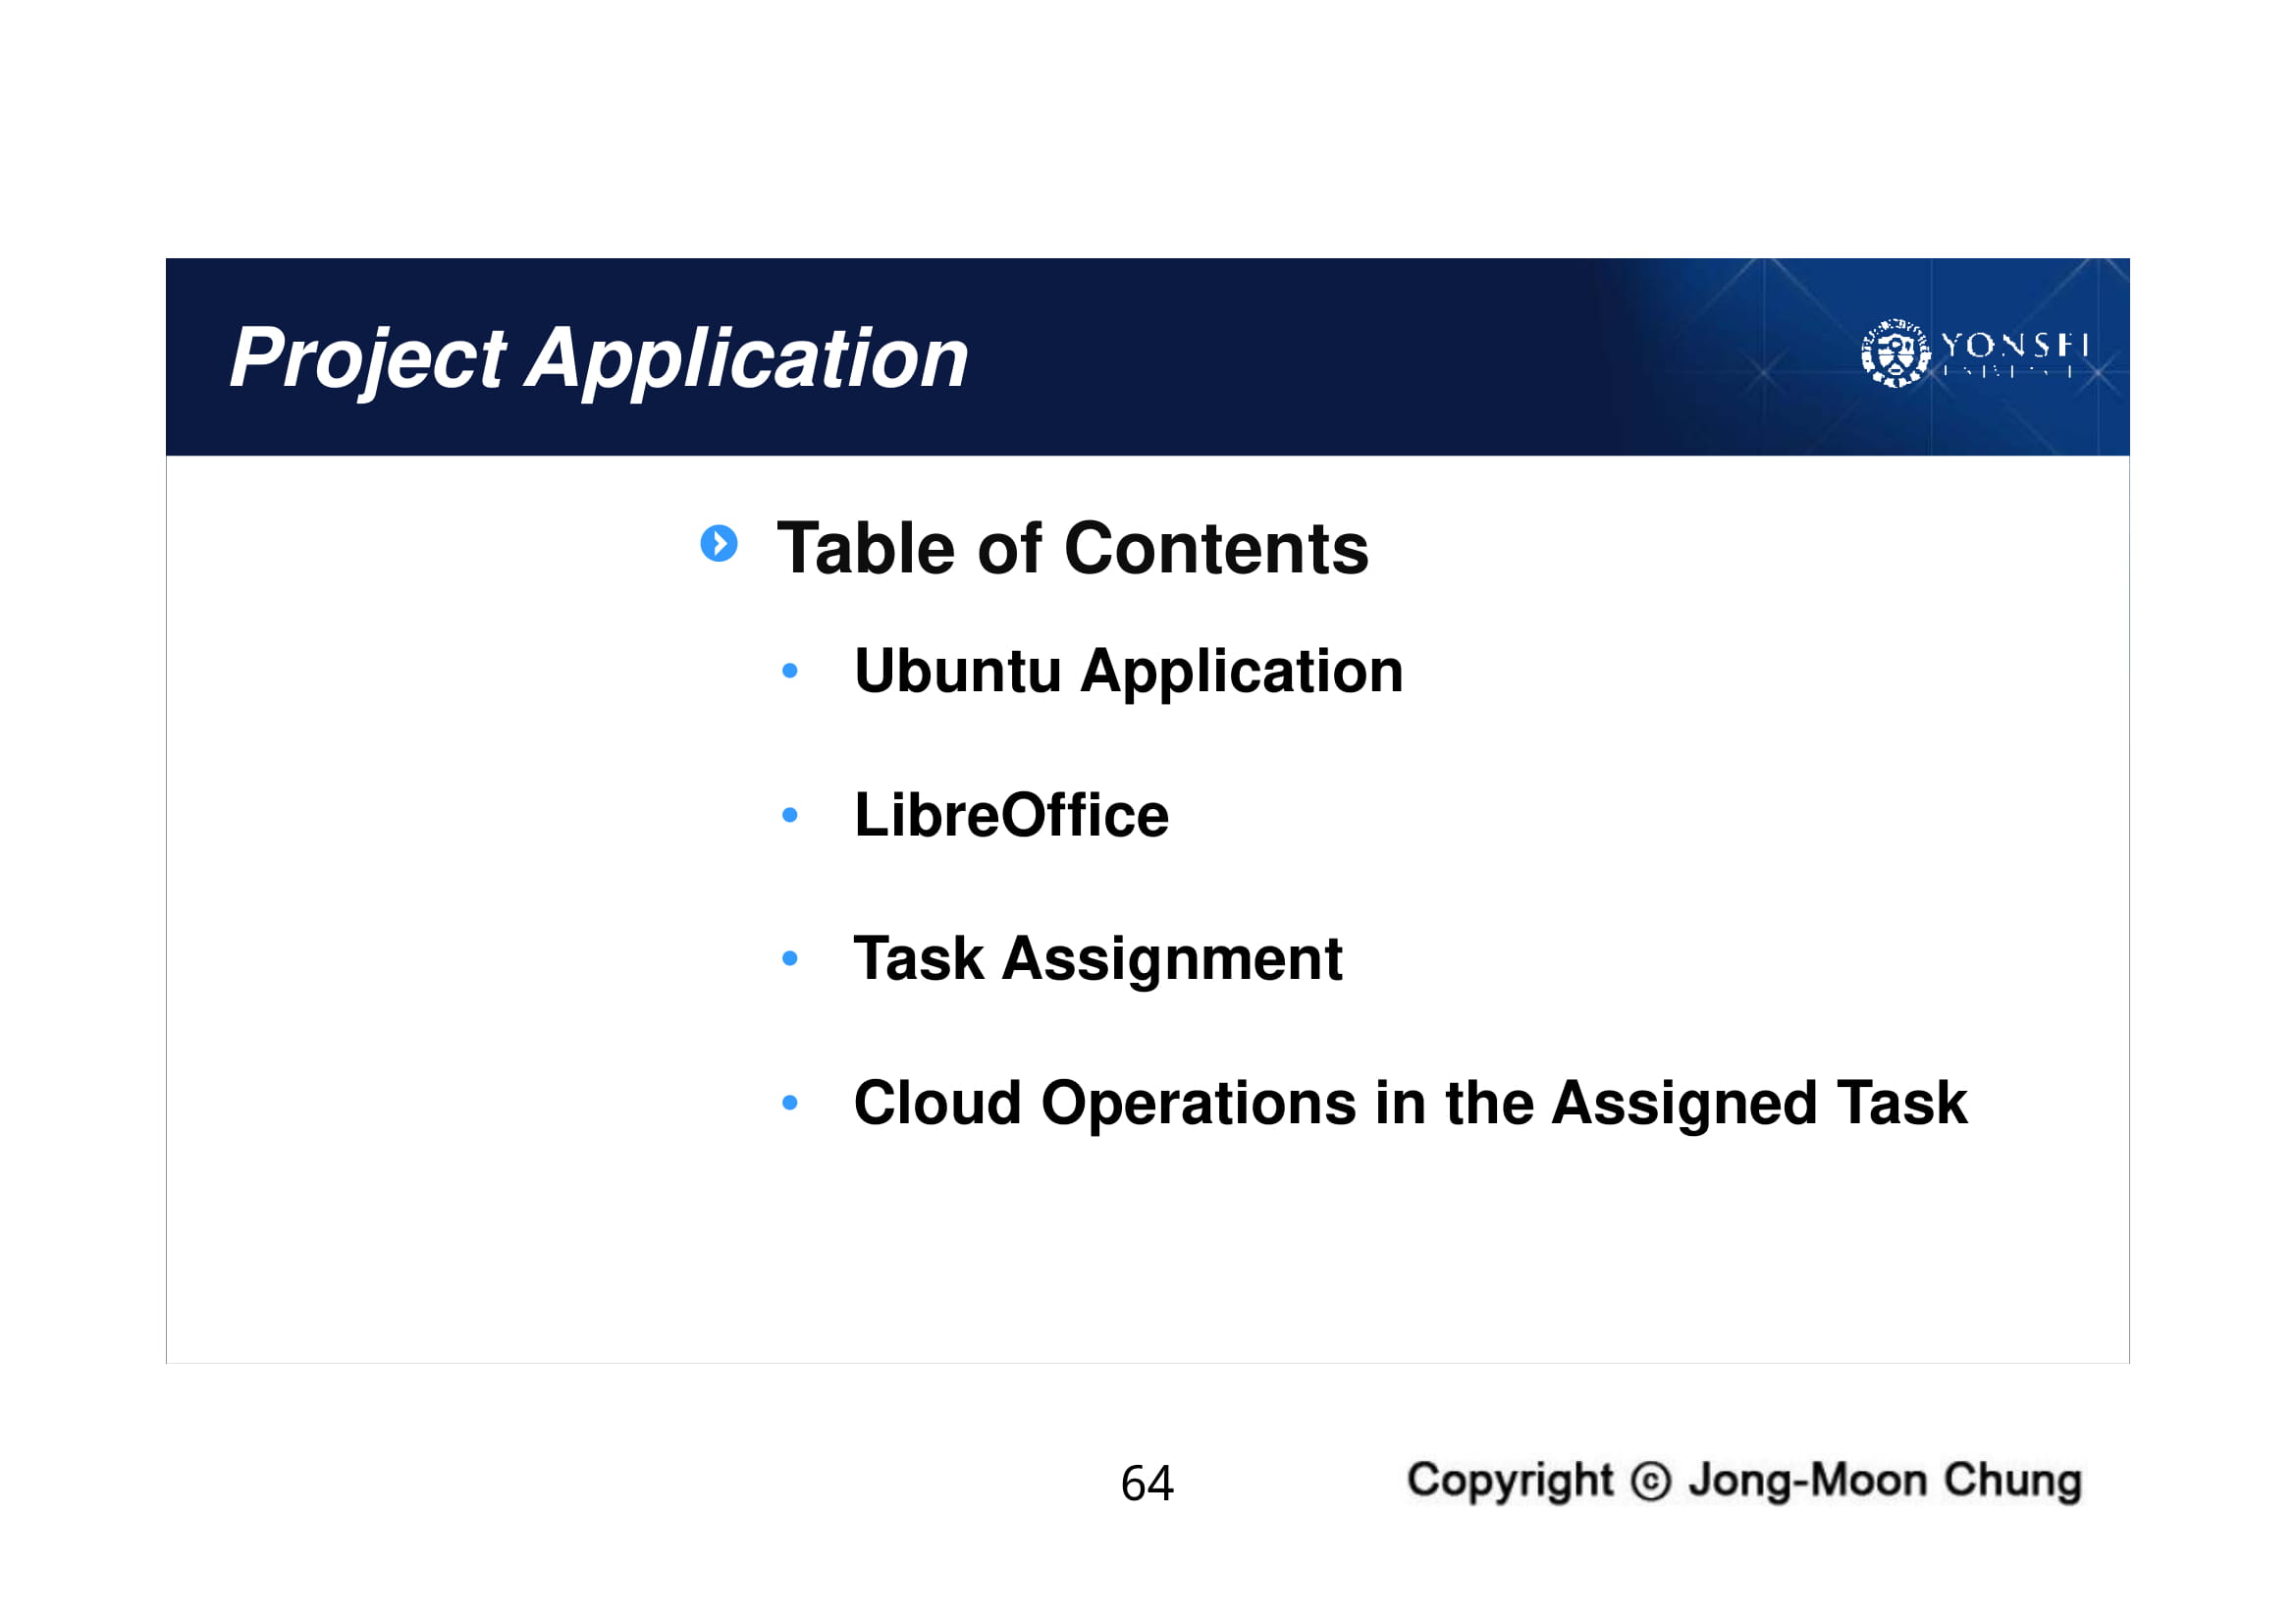 Project Application
YONSEI
Table of Contents
• Ubuntu Application
• LibreOffice
• Task Assignment
• Cloud Operations in the Assigned Task
64
Copyright © Jong-Moon Chung